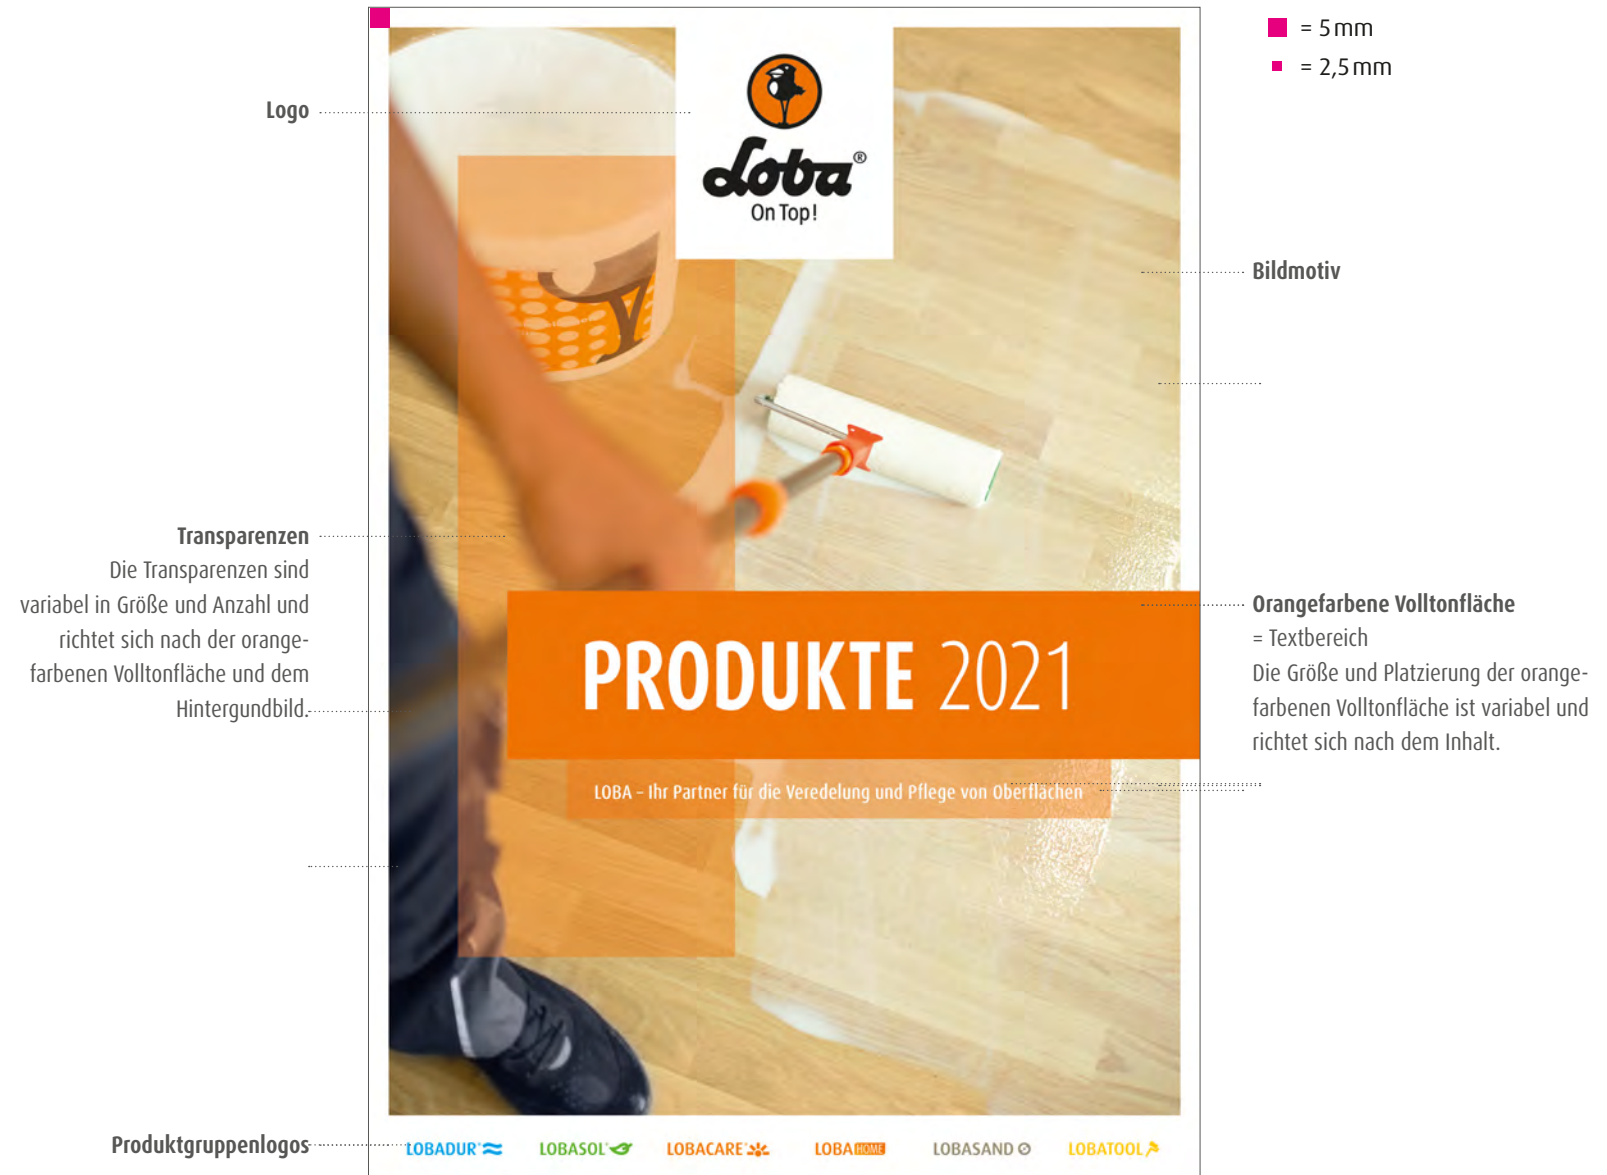 = 5 mm
= 2,5 mm
Logo
Loba®
On Top!
Bildmotiv
Transparenzen
Die Transparenzen sind
variabel in Größe und Anzahl und
richtet sich nach der orange-
farbenen Volltonfläche und dem
Hintergundbild.
Orangefarbene Volltonfläche
= Textbereich
Die Größe und Platzierung der orange-
farbenen Volltonfläche ist variabel und
richtet sich nach dem Inhalt.
PRODUKTE 2021
LOBA – Ihr Partner für die Veredelung und Pflege von Oberflächen
Produktgruppenlogos
LOBADUR® LOBASOL® LOBACARE® LOBA HOME LOBASAND LOBATOOL